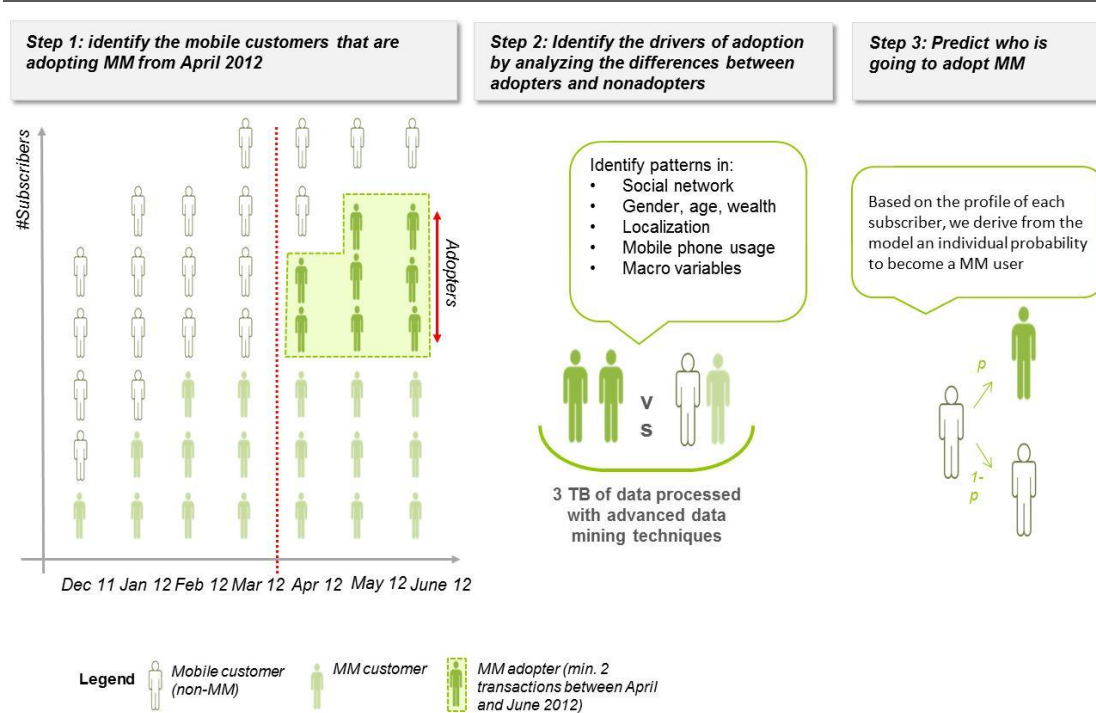 Step 1: identify the mobile customers that are
adopting MM from April 2012
Step 2: Identify the drivers of adoption
by analyzing the differences between
adopters and nonadopters
Step 3: Predict who is
going to adopt MM
#Subscribers
Adopters
Dec 11 Jan 12 Feb 12 Mar 12 Apr 12 May 12 June 12
Identify patterns in:
• Social network
• Gender, age, wealth
• Localization
• Mobile phone usage
• Macro variables
V
S
3 TB of data processed
with advanced data
mining techniques
Based on the profile of each
subscriber, we derive from the
model an individual probability
to become a MM user
p
1-
p
Legend
Mobile customer
(non-MM)
MM customer
MM adopter (min. 2
transactions between April
and June 2012)